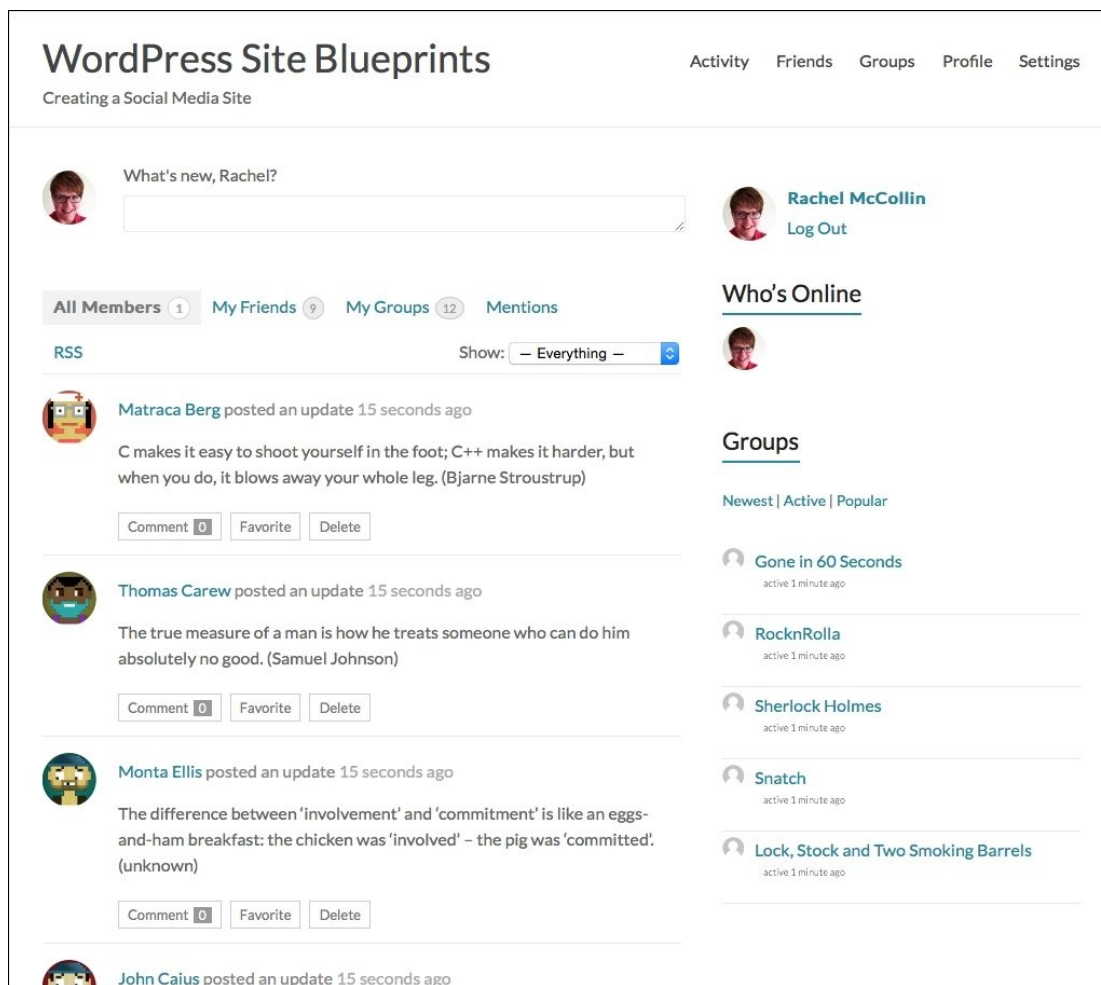 WordPress Site Blueprints
Creating a Social Media Site
Activity Friends Groups Profile Settings
What's new, Rachel?
All Members 1 My Friends 9 My Groups 12 Mentions
RSS
Show: — Everything —
Matraca Berg posted an update 15 seconds ago
C makes it easy to shoot yourself in the foot; C++ makes it harder, but
when you do, it blows away your whole leg. (Bjarne Stroustrup)
Comment 0 Favorite Delete
Thomas Carew posted an update 15 seconds ago
The true measure of a man is how he treats someone who can do him
absolutely no good. (Samuel Johnson)
Comment 0 Favorite Delete
Monta Ellis posted an update 15 seconds ago
The difference between ‘involvement’ and ‘commitment’ is like an eggs-
and-ham breakfast: the chicken was ‘involved’ – the pig was ‘committed’.
(unknown)
Comment 0 Favorite Delete
John Caius posted an update 15 seconds ago
Rachel McCollin
Log Out
Who’s Online
Groups
Newest | Active | Popular
Gone in 60 Seconds
active 1 minute ago
RocknRolla
active 1 minute ago
Sherlock Holmes
active 1 minute ago
Snatch
active 1 minute ago
Lock, Stock and Two Smoking Barrels
active 1 minute ago